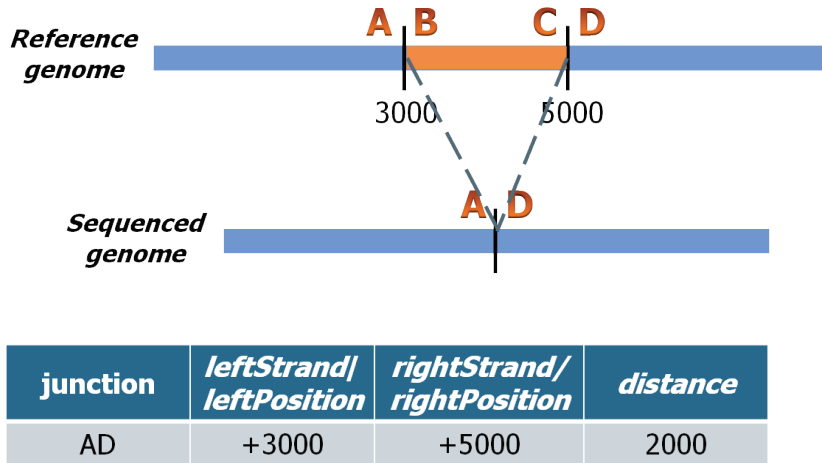 A B C D
Reference
genome
3000 5000
A D
Sequenced
genome
junction leftStrand| rightStrand/ distance
leftPosition rightPosition
AD +3000 +5000 2000